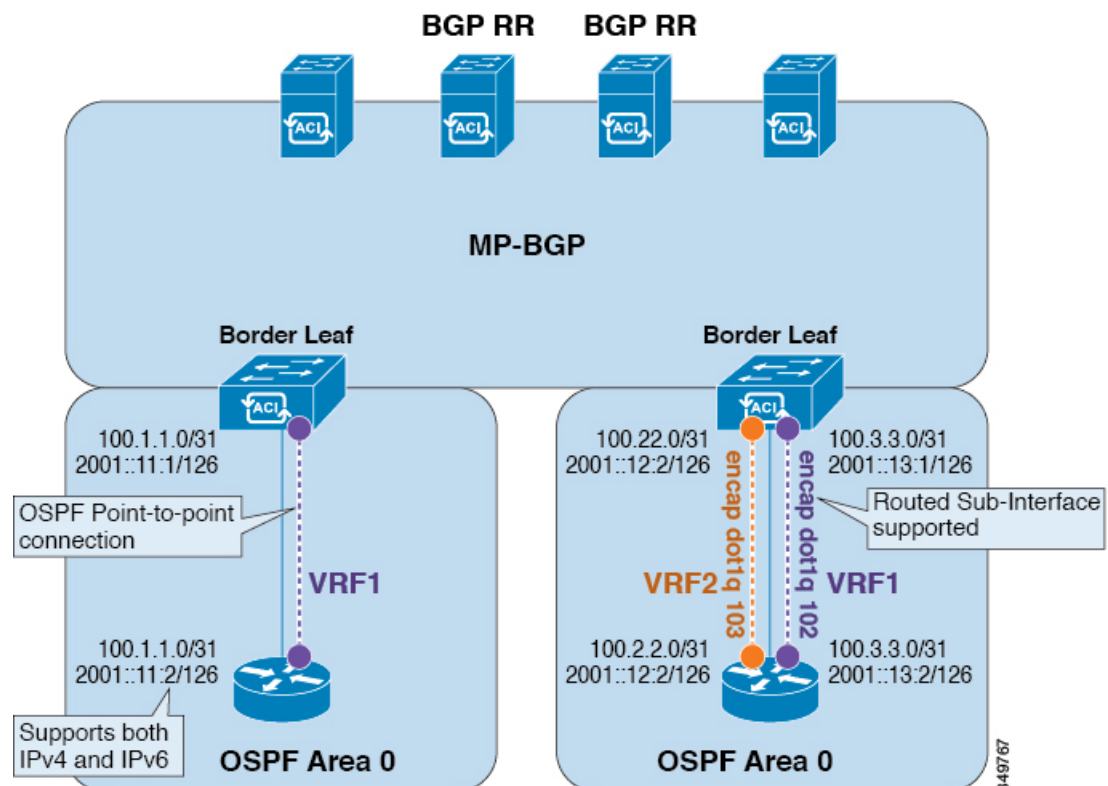 BGP RR
BGP RR
ACI
ACI
ACI
ACI
MP-BGP
Border Leaf
Border Leaf
ACI
ACI
100.1.1.0/31
2001::11:1/126
100.22.0/31
2001::12:2/126
100.3.3.0/31
2001::13:1/126
OSPF Point-to-point
connection
encap dot1q 103
encap dot1q 102
Routed Sub-Interface
supported
VRF1
VRF2
VRF1
100.1.1.0/31
2001::11:2/126
100.2.2.0/31
2001::12:2/126
100.3.3.0/31
2001::13:2/126
Supports both
IPv4 and IPv6
OSPF Area 0
OSPF Area 0
349767